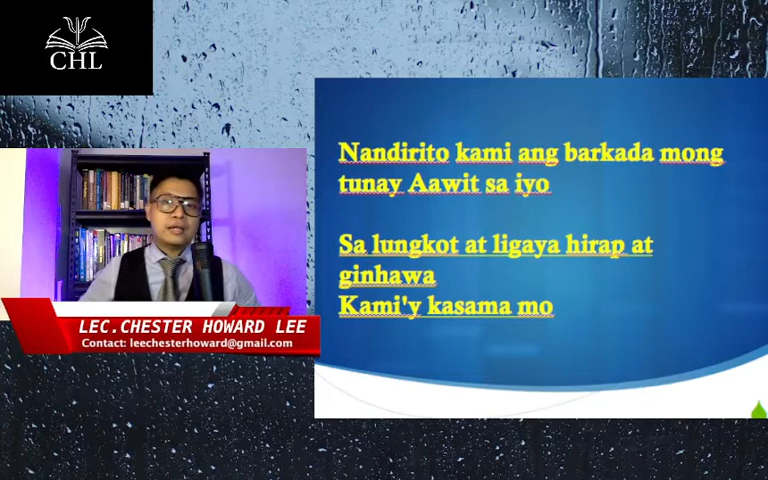 CHL
Nandirito kami ang barkada mong
tunay Aawit sa iyo
Sa lungkot at ligaya hirap at
ginhawa
Kami'y kasama mo
LEC.CHESTER HOWARD LEE
Contact: leechesterhoward@gmail.com